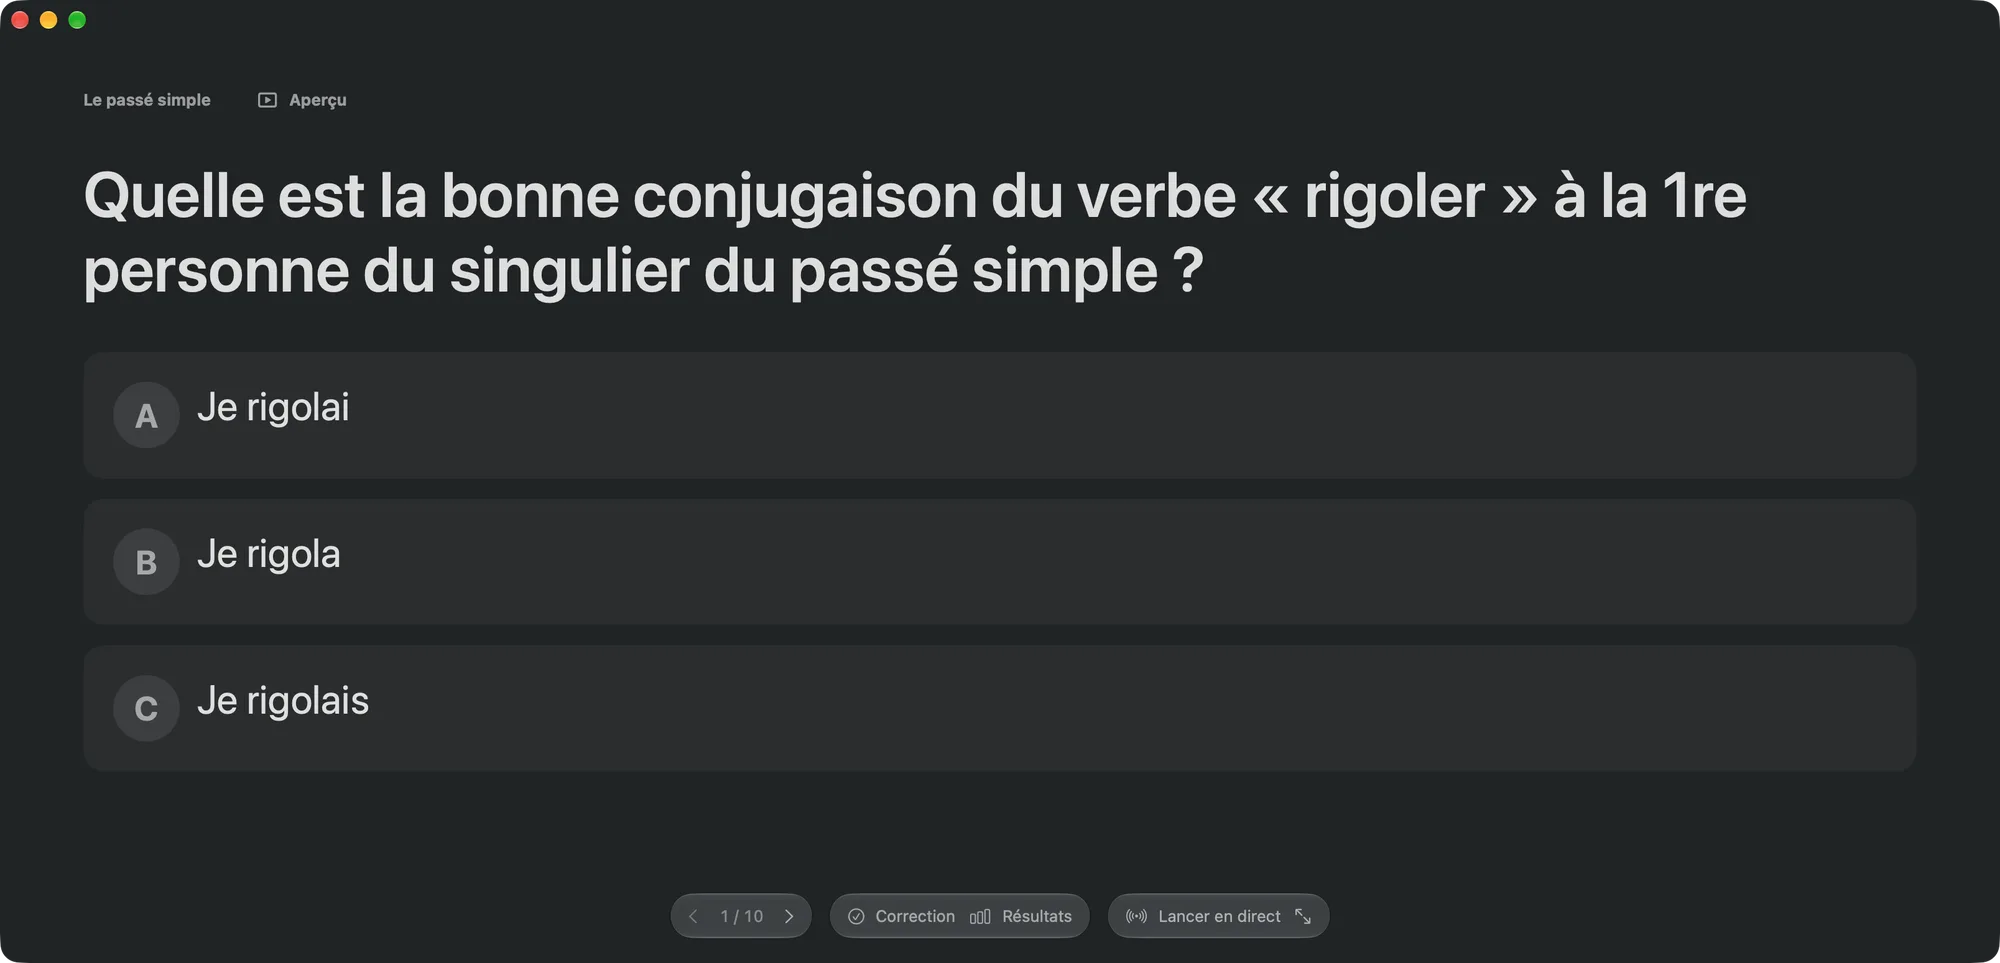 Le passé simple Aperçu
Quelle est la bonne conjugaison du verbe « rigoler » à la 1re
personne du singulier du passé simple ?
A Je rigolai
B Je rigola
C Je rigolais
1 / 10 Correction Résultats Lancer en direct